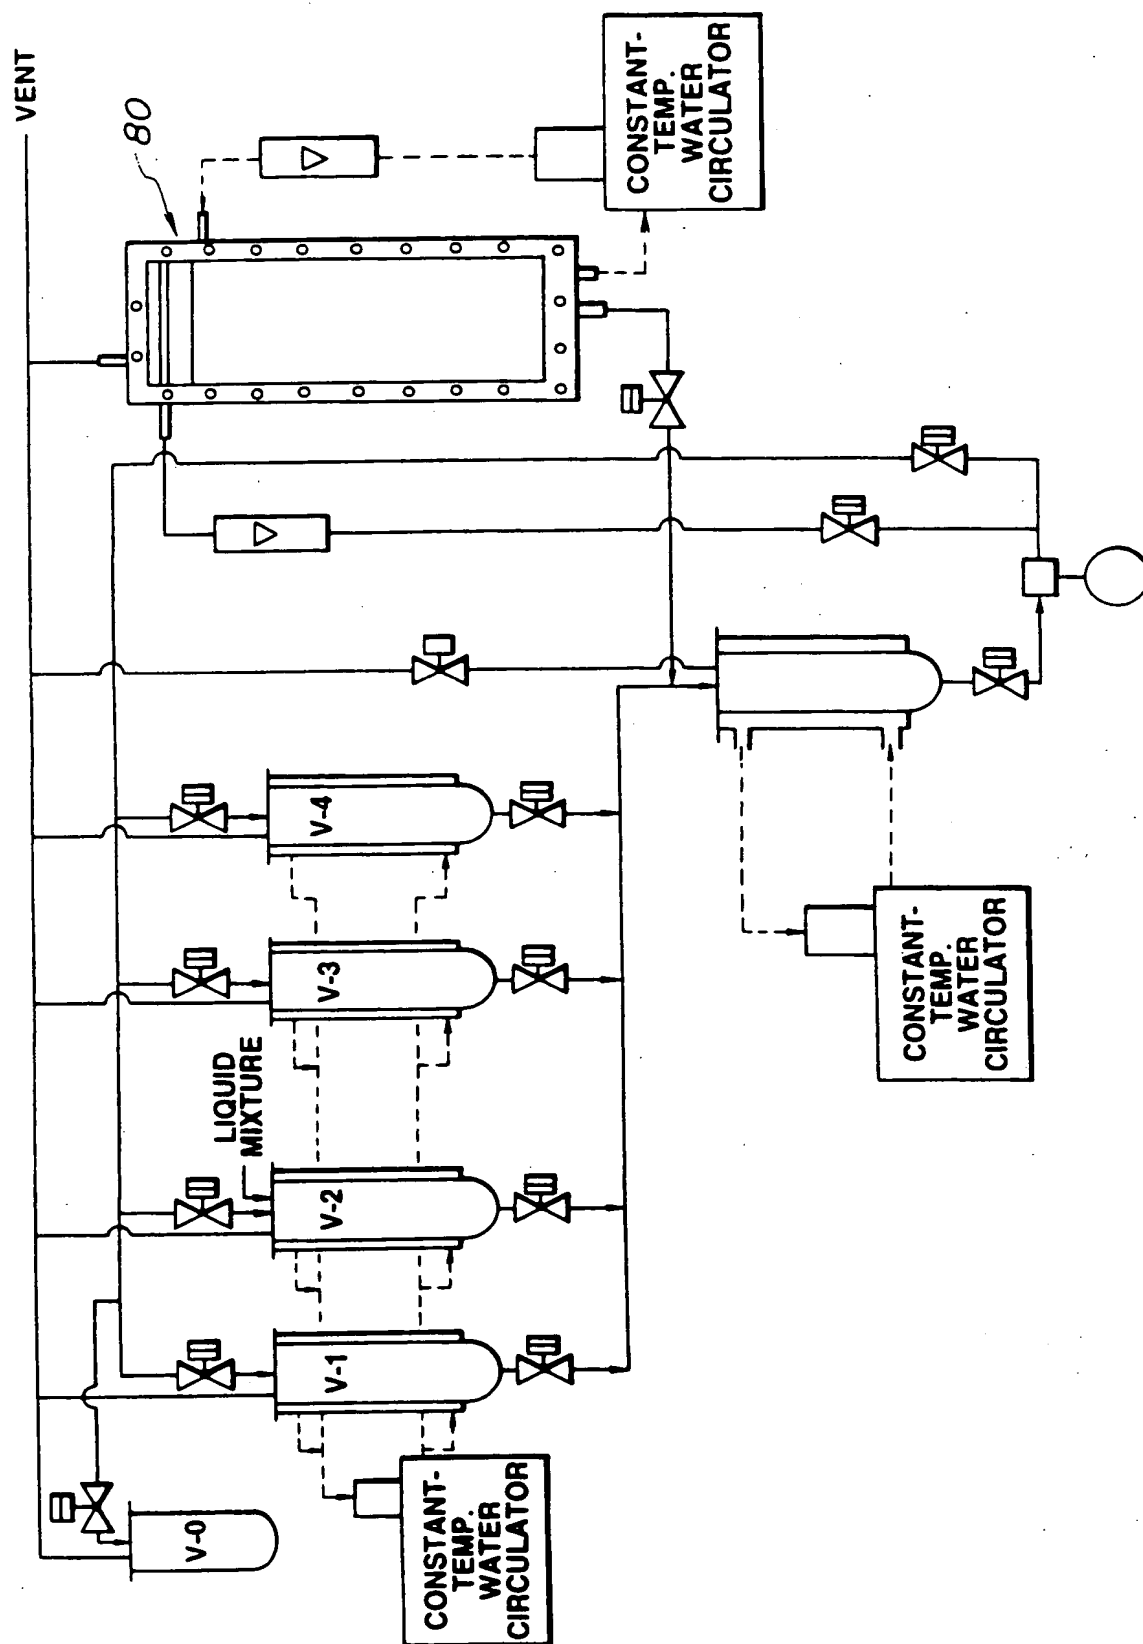 VENT
80
CONSTANT-
TEMP.
WATER
CIRCULATOR
V-4
V-3
LIQUID
MIXTURE
V-2
V-1
V-0
CONSTANT-
TEMP.
WATER
CIRCULATOR
CONSTANT-
TEMP.
WATER
CIRCULATOR